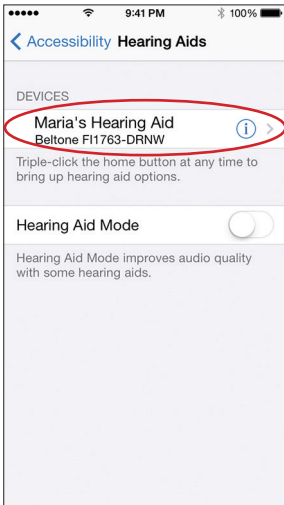 9:41 PM 100%
Accessibility Hearing Aids
DEVICES
Maria's Hearing Aid
Beltone FI1763-DRNW
Triple-click the home button at any time to
bring up hearing aid options.
Hearing Aid Mode
Hearing Aid Mode improves audio quality
with some hearing aids.